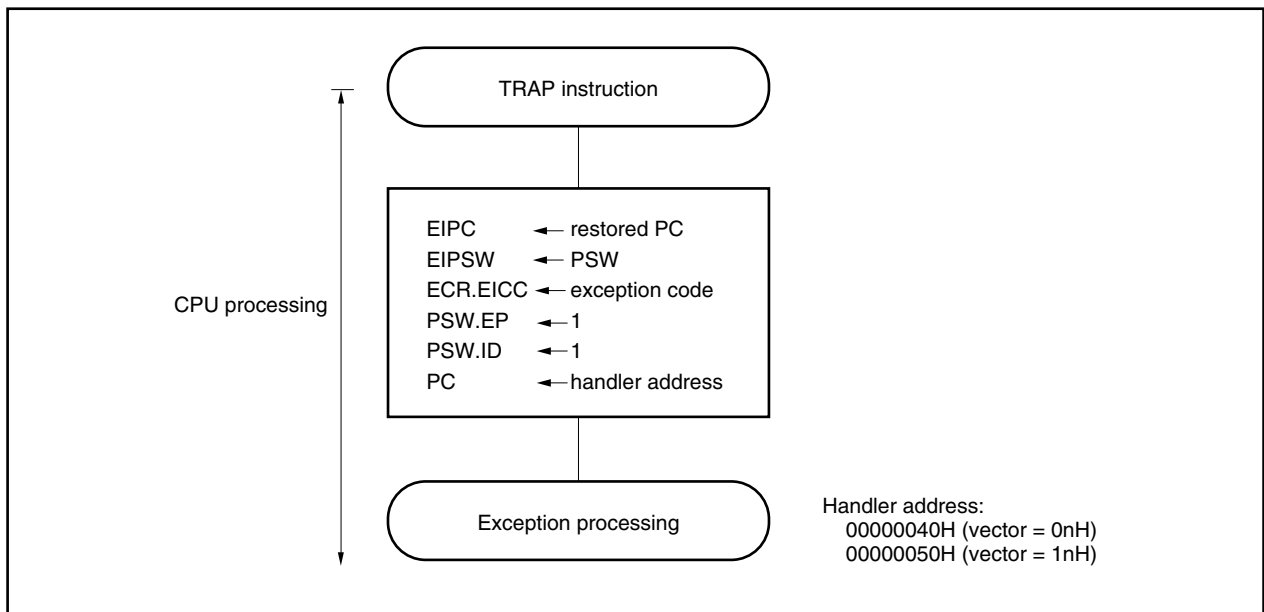 TRAP instruction
EIPC ← restored PC
EIPSW ← PSW
ECR.EICC ← exception code
PSW.EP ← 1
PSW.ID ← 1
PC ← handler address
CPU processing
Exception processing
Handler address:
00000040H (vector = 0nH)
00000050H (vector = 1nH)